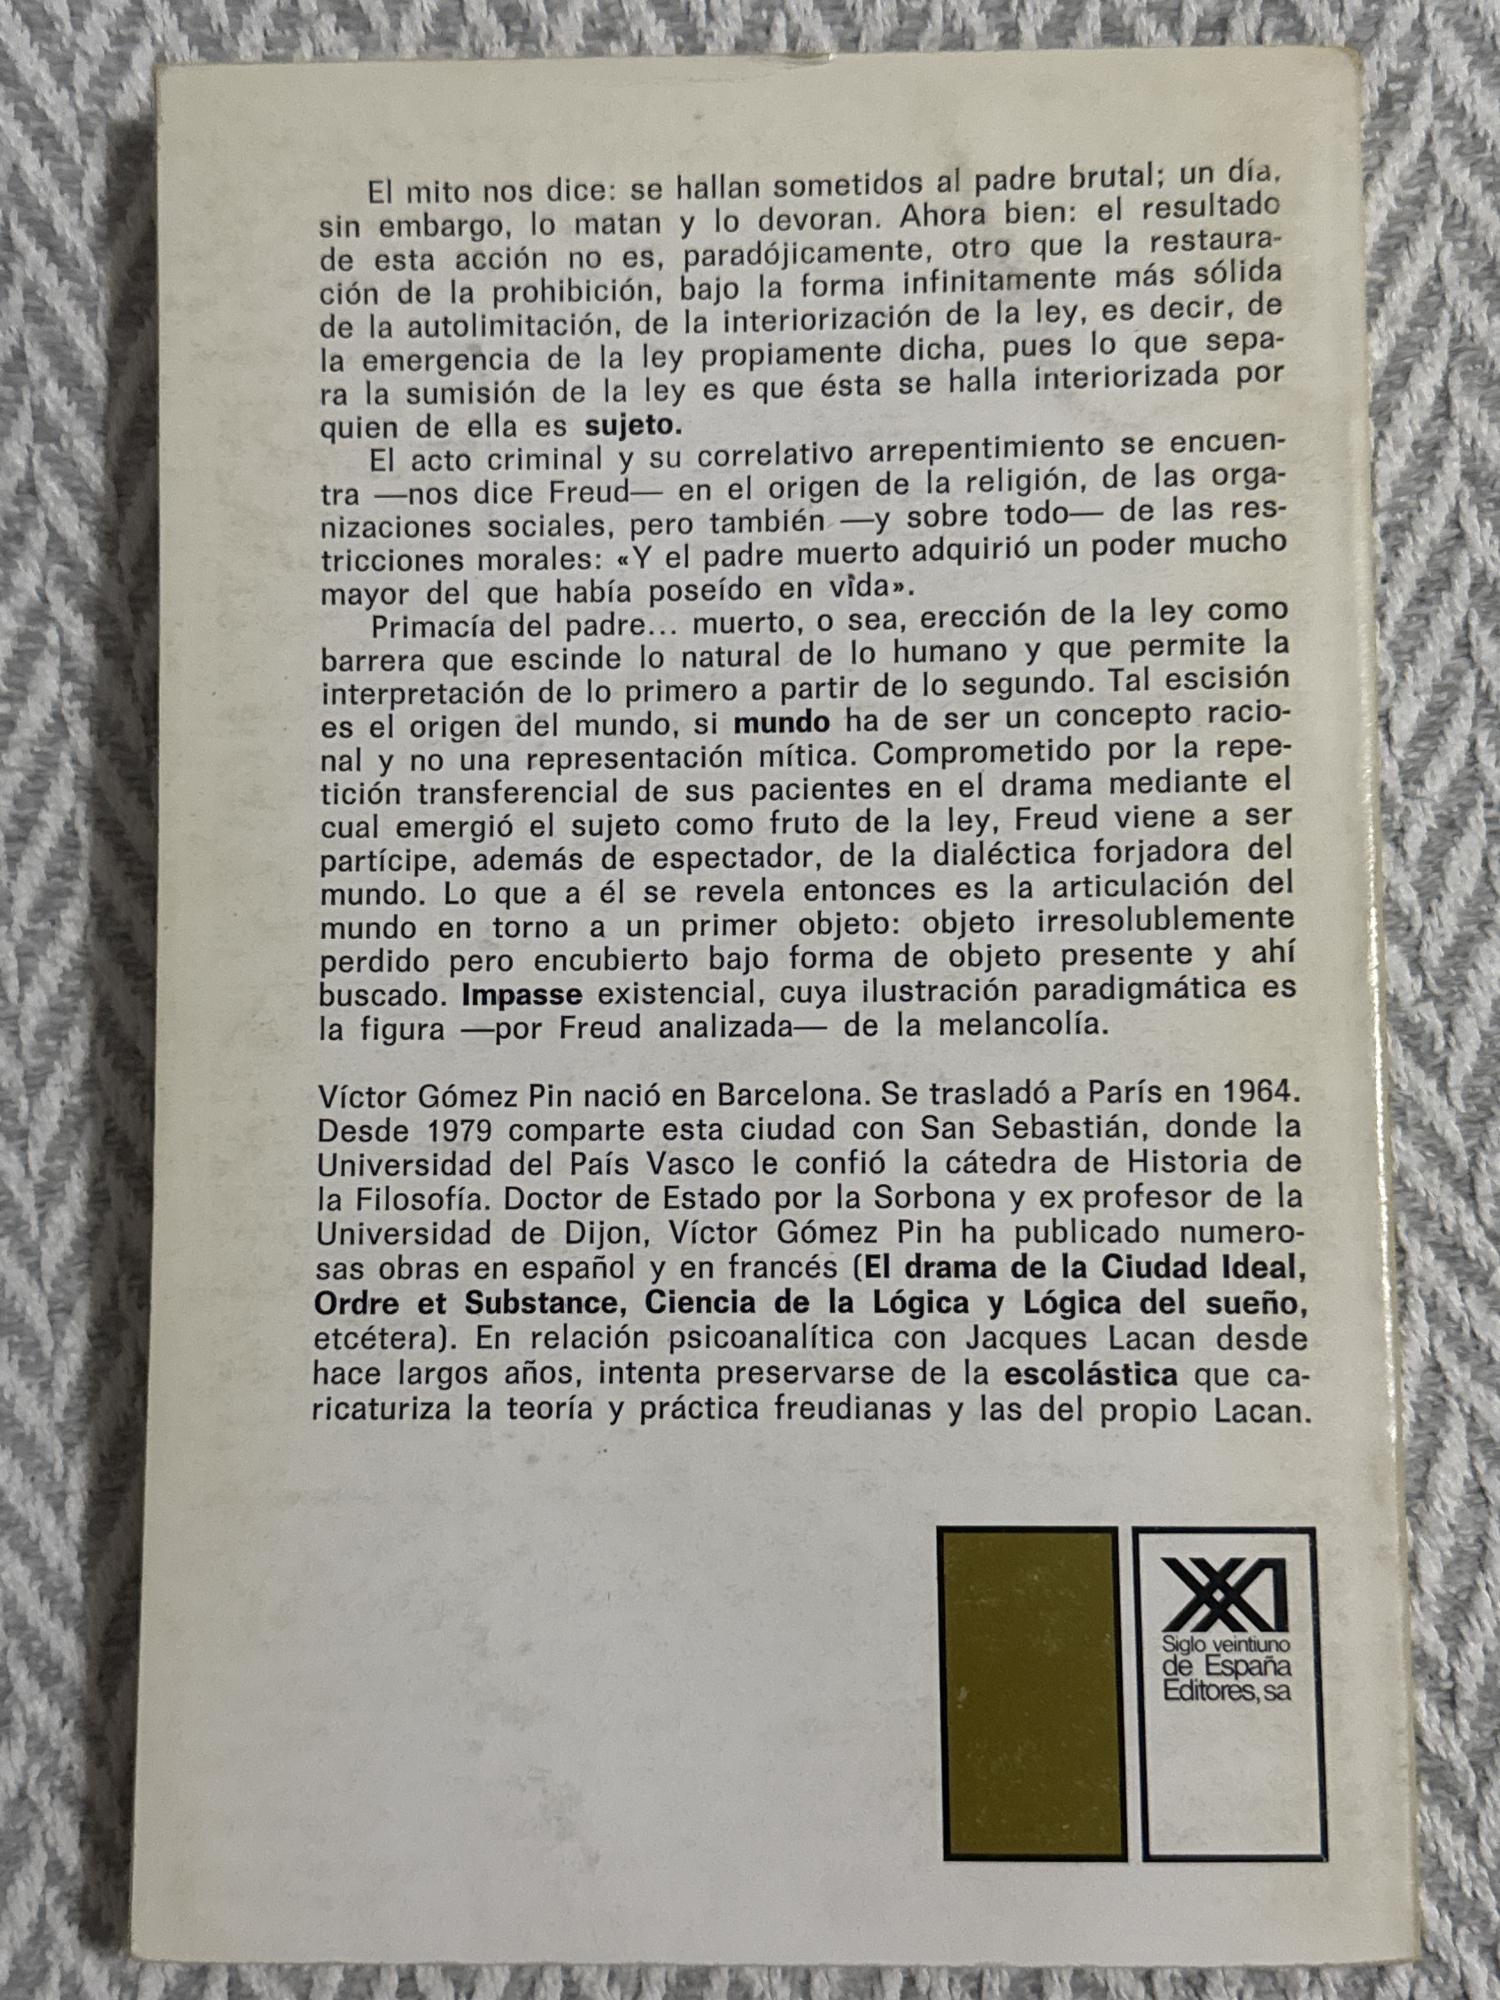 El mito nos dice: se hallan sometidos al padre brutal; un día,
sin embargo, lo matan y lo devoran. Ahora bien: el resultado
de esta acción no es, paradójicamente, otro que la restaura-
ción de la prohibición, bajo la forma infinitamente más sólida
de la autolimitación, de la interiorización de la ley, es decir, de
la emergencia de la ley propiamente dicha, pues lo que sepa-
ra la sumisión de la ley es que ésta se halla interiorizada por
quien de ella es sujeto.
El acto criminal y su correlativo arrepentimiento se encuen-
tra —nos dice Freud— en el origen de la religión, de las orga-
nizaciones sociales, pero también —y sobre todo— de las res-
tricciones morales: «Y el padre muerto adquirió un poder mucho
mayor del que había poseído en vida».
Primacía del padre... muerto, o sea, erección de la ley como
barrera que escinde lo natural de lo humano y que permite la
interpretación de lo primero a partir de lo segundo. Tal escisión
es el origen del mundo, si mundo ha de ser un concepto racio-
nal y no una representación mítica. Comprometido por la repe-
tición transferencial de sus pacientes en el drama mediante el
cual emergió el sujeto como fruto de la ley, Freud viene a ser
partícipe, además de espectador, de la dialéctica forjadora del
mundo. Lo que a él se revela entonces es la articulación del
mundo en torno a un primer objeto: objeto irresolublemente
perdido pero encubierto bajo forma de objeto presente y ahí
buscado. Impasse existencial, cuya ilustración paradigmática es
la figura —por Freud analizada— de la melancolía.
Víctor Gómez Pin nació en Barcelona. Se trasladó a París en 1964.
Desde 1979 comparte esta ciudad con San Sebastián, donde la
Universidad del País Vasco le confió la cátedra de Historia de
la Filosofía. Doctor de Estado por la Sorbona y ex profesor de la
Universidad de Dijon, Víctor Gómez Pin ha publicado numero-
sas obras en español y en francés (El drama de la Ciudad Ideal,
Ordre et Substance, Ciencia de la Lógica y Lógica del sueño,
etcétera). En relación psicoanalítica con Jacques Lacan desde
hace largos años, intenta preservarse de la escolástica que ca-
ricaturiza la teoría y práctica freudianas y las del propio Lacan.
XXI
Siglo veintiuno
de España
Editores, sa